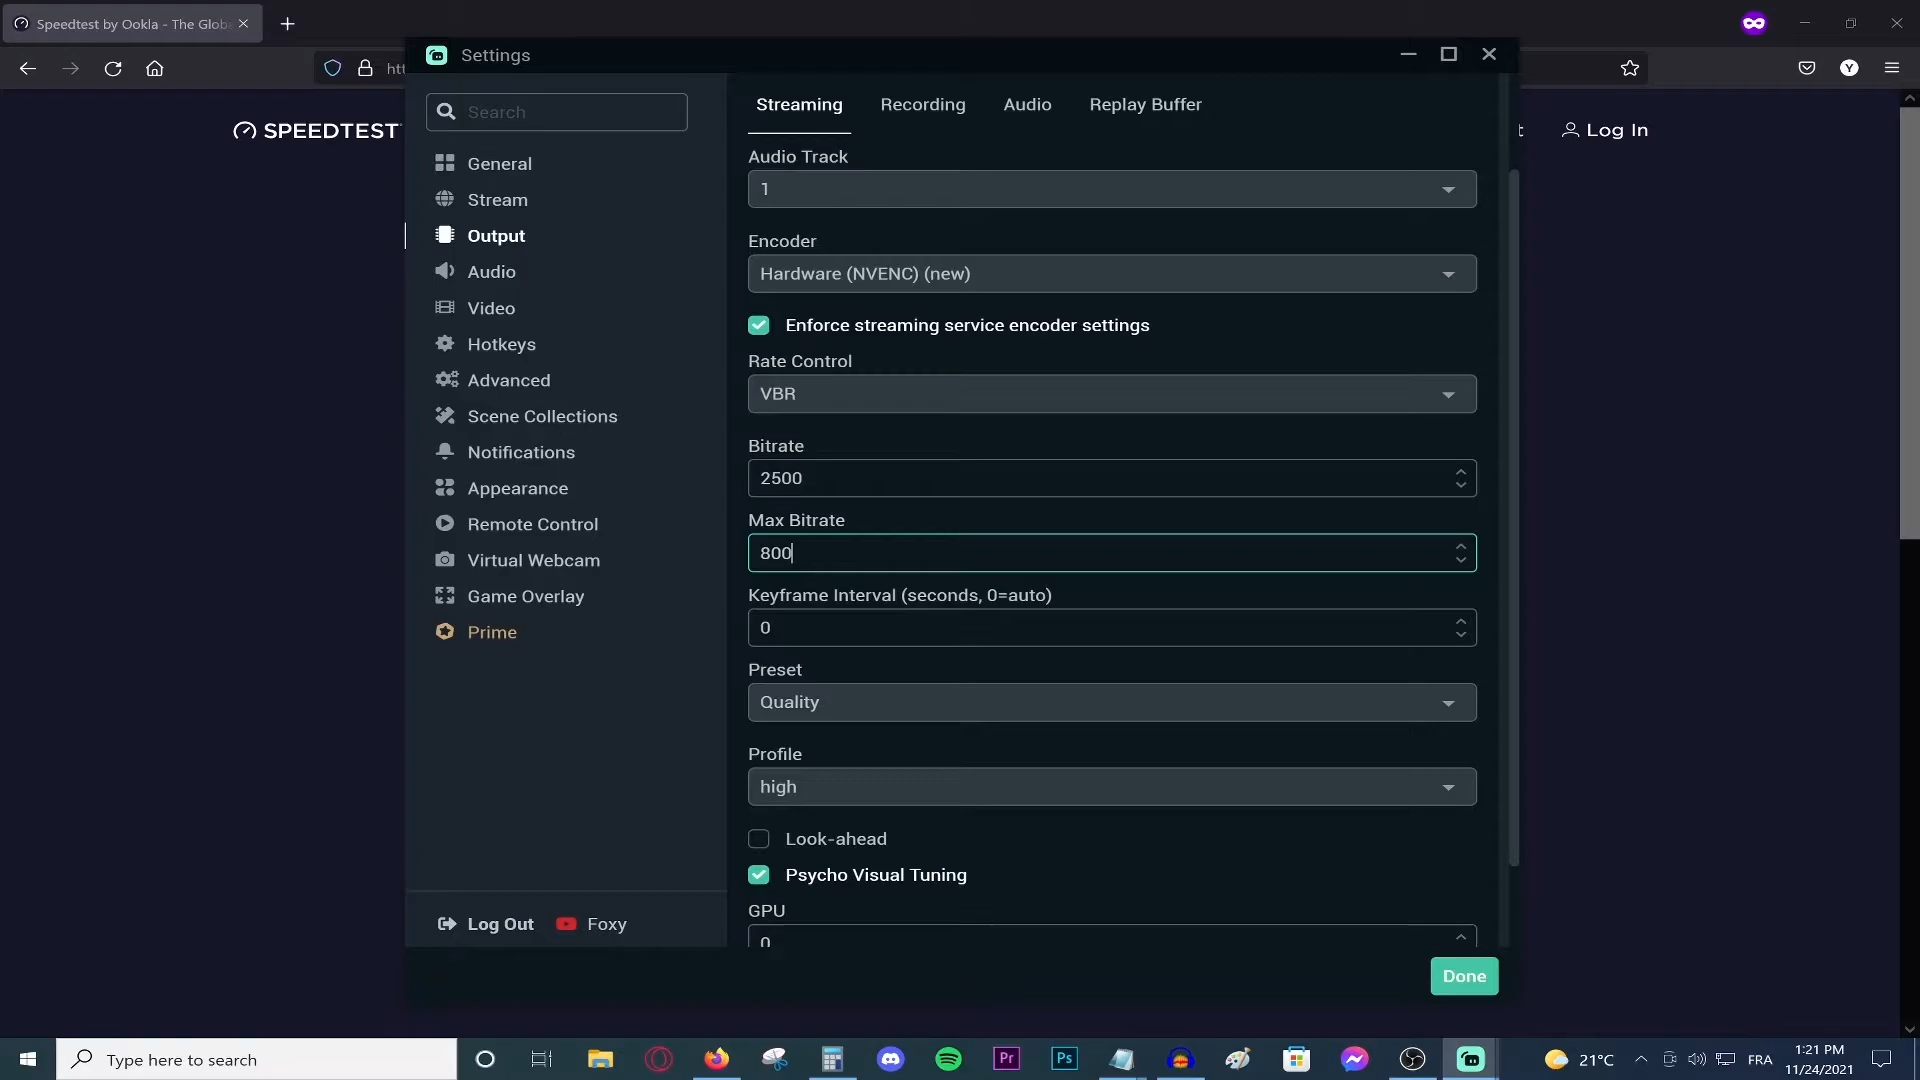 Speedtest by Ookla - The Glob
Settings
htt
Search
Streaming
Recording
Audio
Replay Buffer
SPEEDTEST
t
Log In
General
Stream
Output
Audio
Video
Hotkeys
Advanced
Scene Collections
Notifications
Appearance
Remote Control
Virtual Webcam
Game Overlay
Prime
Audio Track
1
Encoder
Hardware (NVENC) (new)
Enforce streaming service encoder settings
Rate Control
VBR
Bitrate
2500
Max Bitrate
800
Keyframe Interval (seconds, 0=auto)
0
Preset
Quality
Profile
high
Look-ahead
Psycho Visual Tuning
GPU
0
Log Out
Foxy
Done
Type here to search
Pr
Ps
Y
21°C
FRA
1:21 PM
11/24/2021